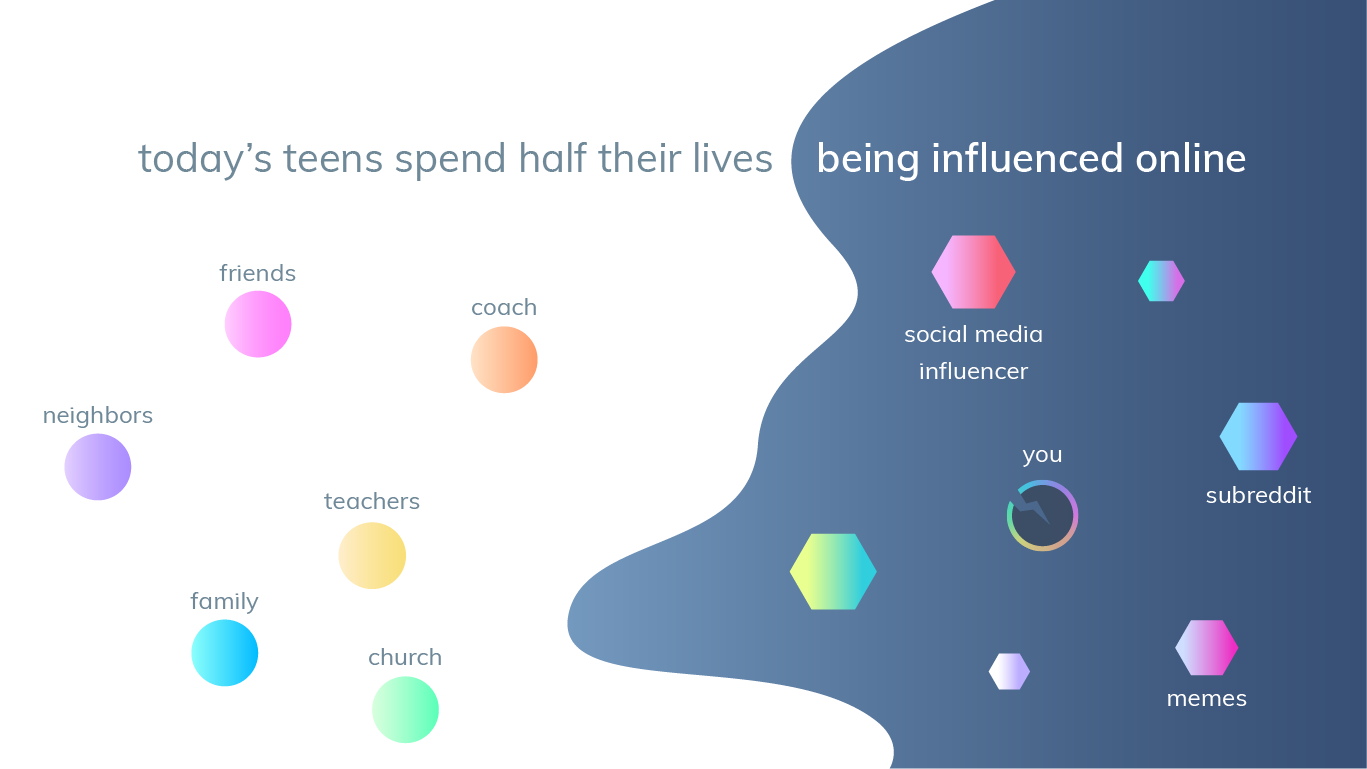 today’s teens spend half their lives being influenced online
friends
coach
social media
influencer
neighbors
you
teachers
subreddit
family
church
memes